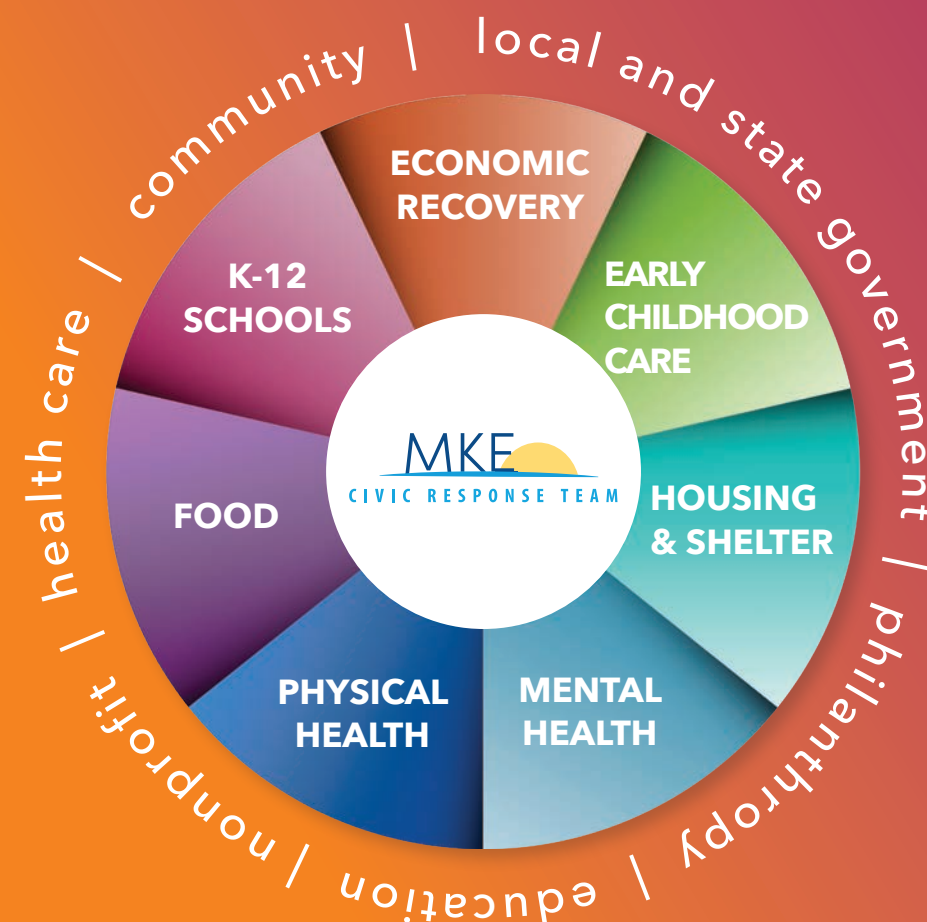 community | local and state government | philanthropy | education | nonprofit | health care |
ECONOMIC
RECOVERY
EARLY
CHILDHOOD
CARE
HOUSING
& SHELTER
MENTAL
HEALTH
PHYSICAL
HEALTH
FOOD
K-12
SCHOOLS
MKE
CIVIC RESPONSE TEAM